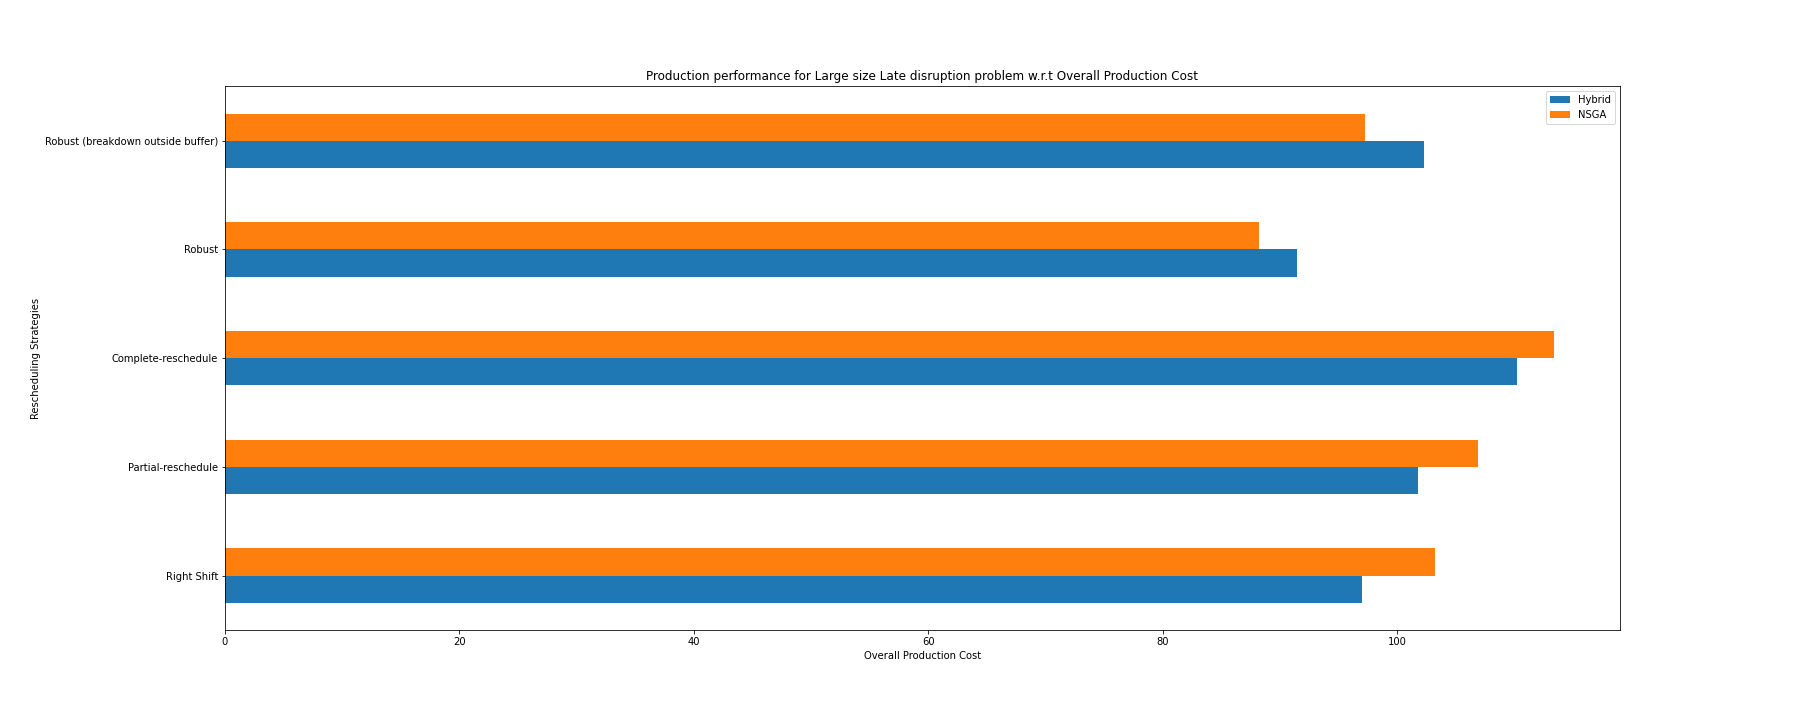 Production performance for Large size Late disruption problem w.r.t Overall Production Cost
Hybrid
NSGA
Robust (breakdown outside buffer)
Robust
Complete-reschedule
Partial-reschedule
Right Shift
Rescheduling Strategies
0 20 40 60 80 100
Overall Production Cost